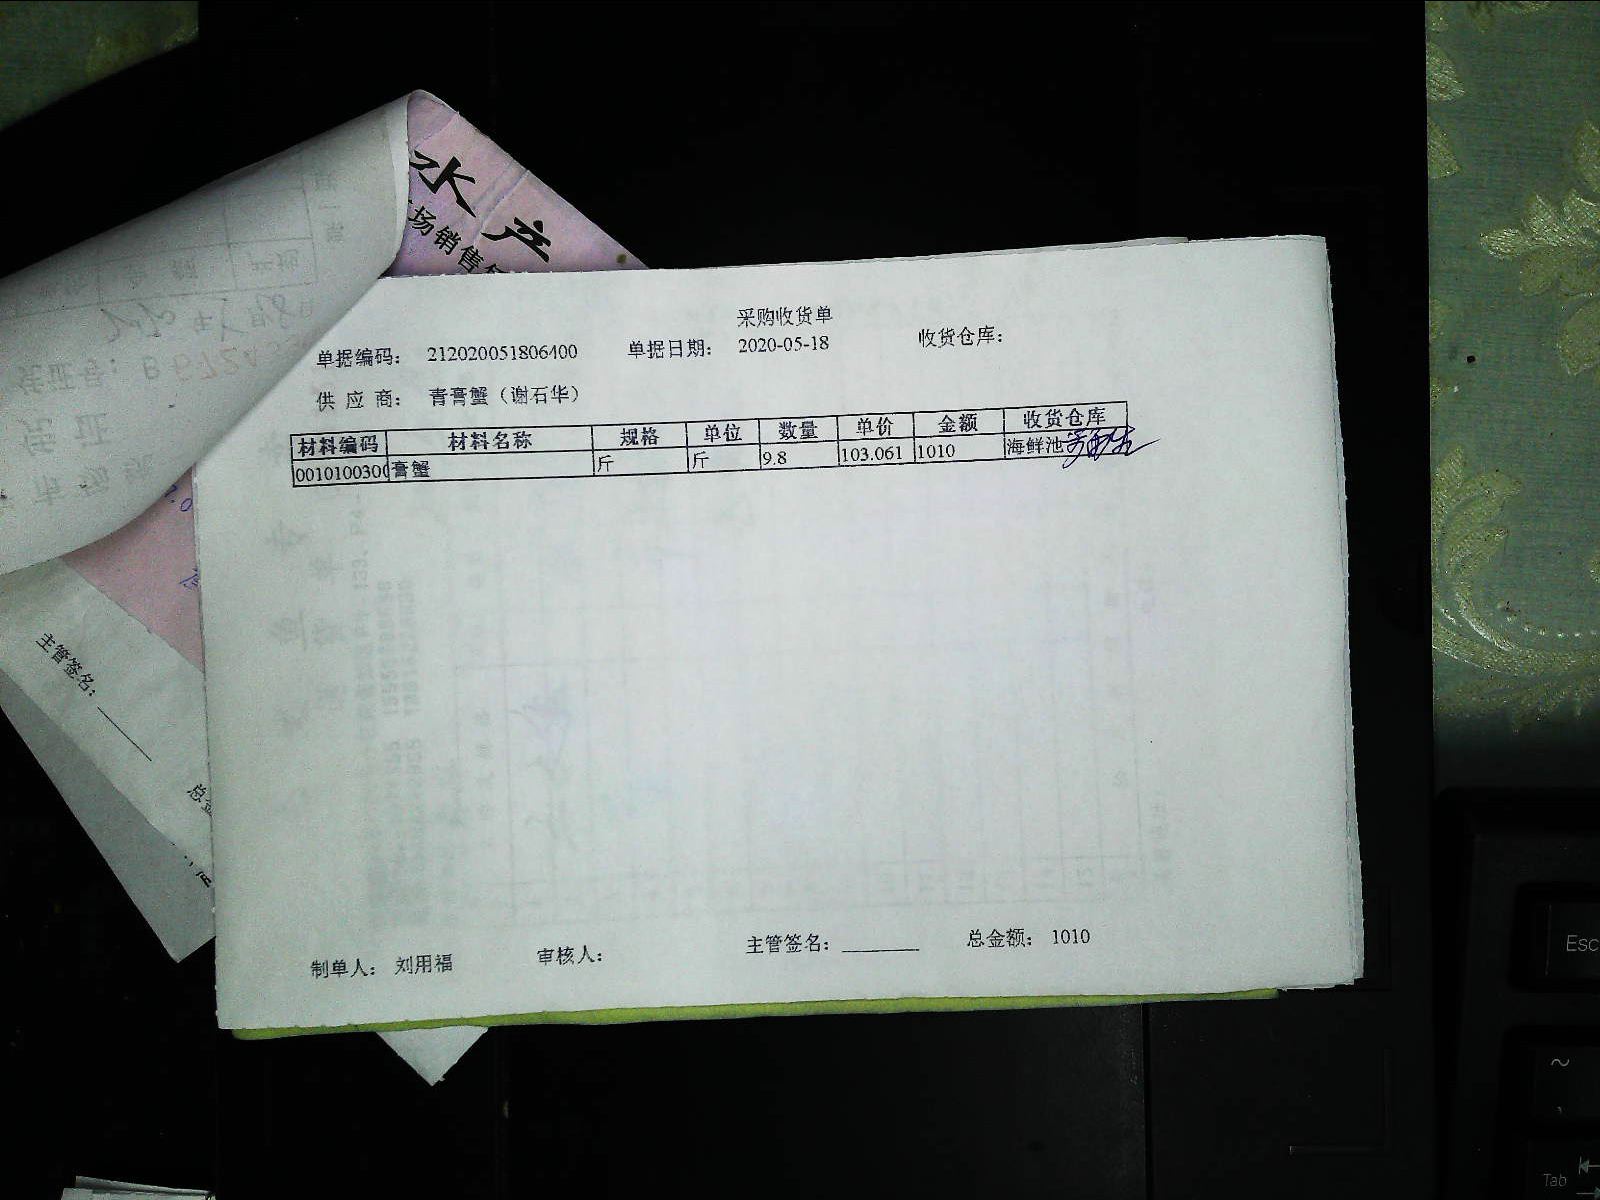 水产
场销售
采购收货单
单据编码: 212020051806400 单据日期: 2020-05-18 收货仓库:
供 应 商: 青膏蟹（谢石华）
材料编码 材料名称 规格 单位 数量 单价 金额 收货仓库
0010100300 膏蟹 斤 斤 9.8 103.061 1010 海鲜池
主管签名:
制单人: 刘用福 审核人: 主管签名: 总金额: 1010
Esc
~
Tab